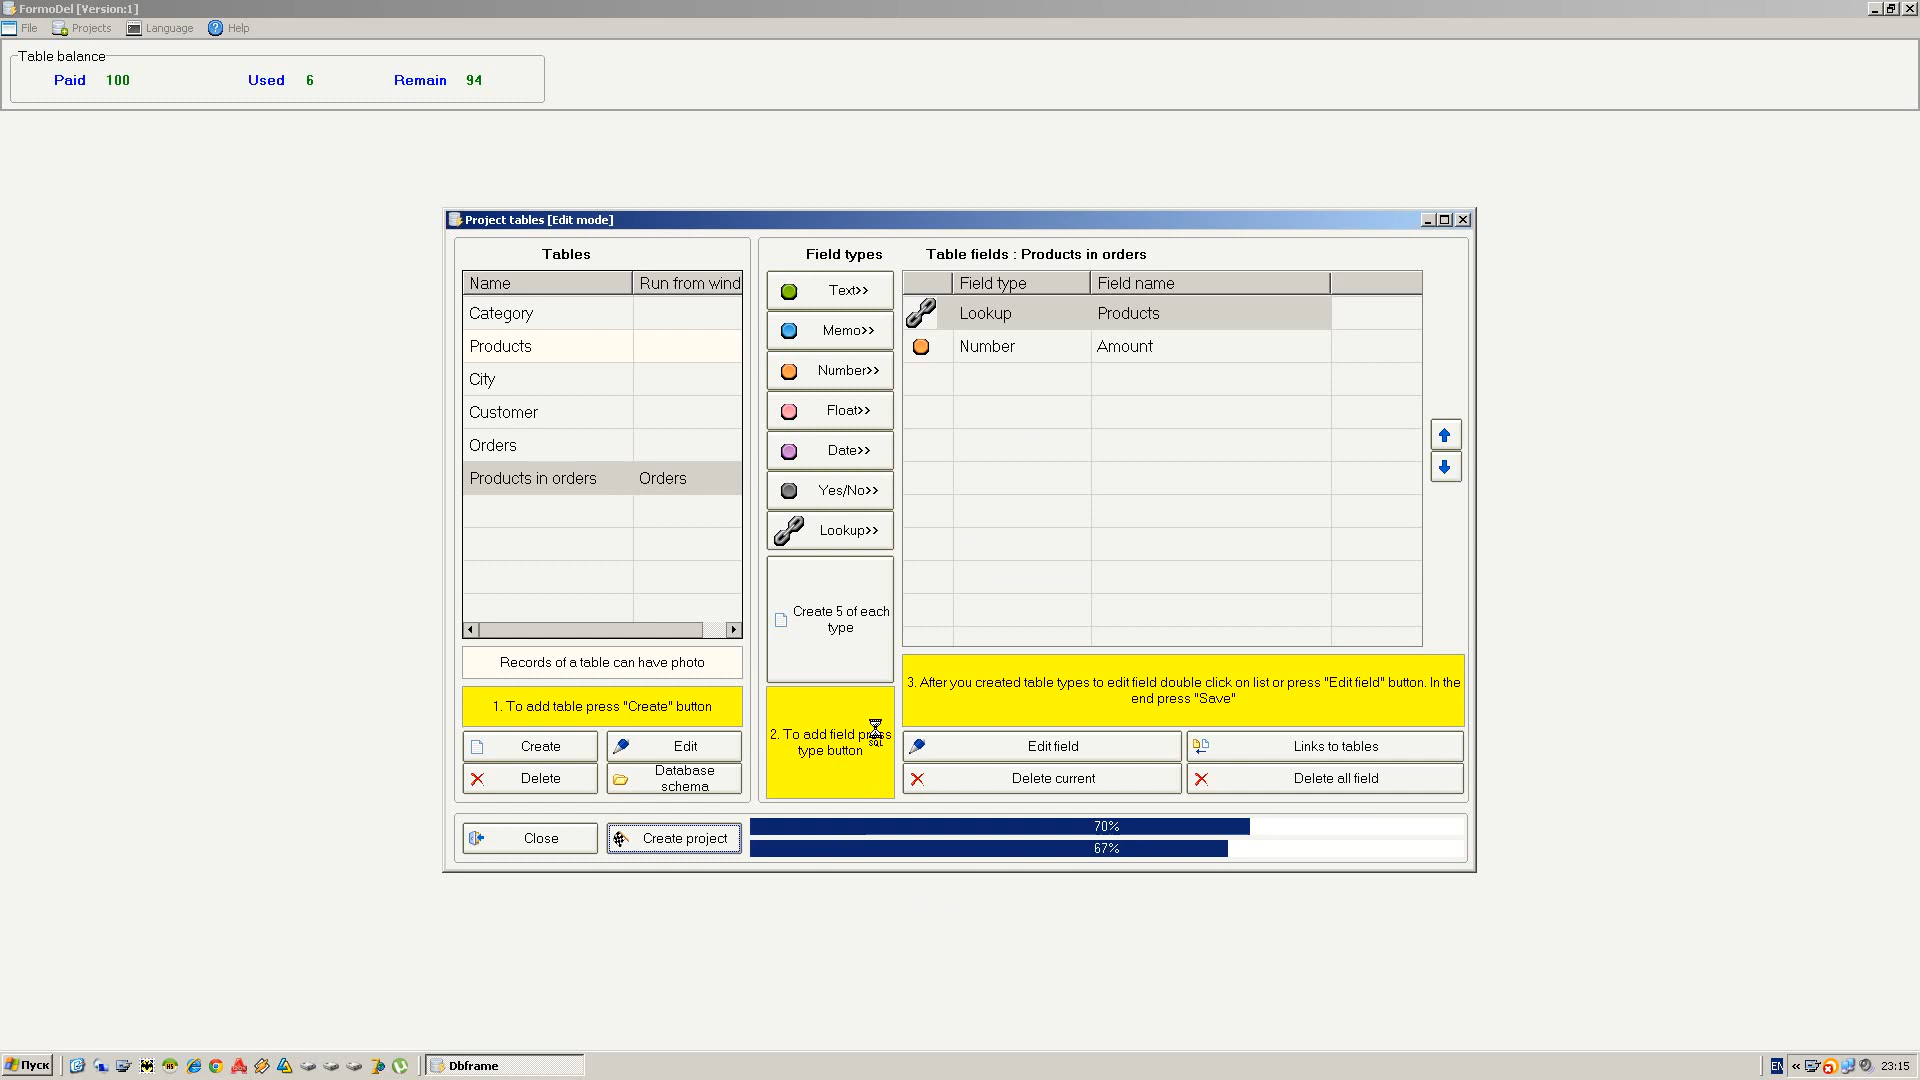 FormoDel [Version:1]
File Projects Language Help
Table balance
Paid 100 Used 6 Remain 94
Project tables [Edit mode]
Tables
Name Run from wind
Category
Products
City
Customer
Orders
Products in orders Orders
Records of a table can have photo
1. To add table press "Create" button
Create Edit
Delete Database
schema
Field types
Text>>
Memo>>
Number>>
Float>>
Date>>
Yes/No>>
Lookup>>
Create 5 of each
type
2. To add field press
type button
Table fields : Products in orders
Field type Field name
Lookup Products
Number Amount
3. After you created table types to edit field double click on list or press "Edit field" button. In the
end press "Save"
Edit field Links to tables
Delete current Delete all field
Close Create project
70%
67%
SQL
Пуск Dbframe EN « 23:15